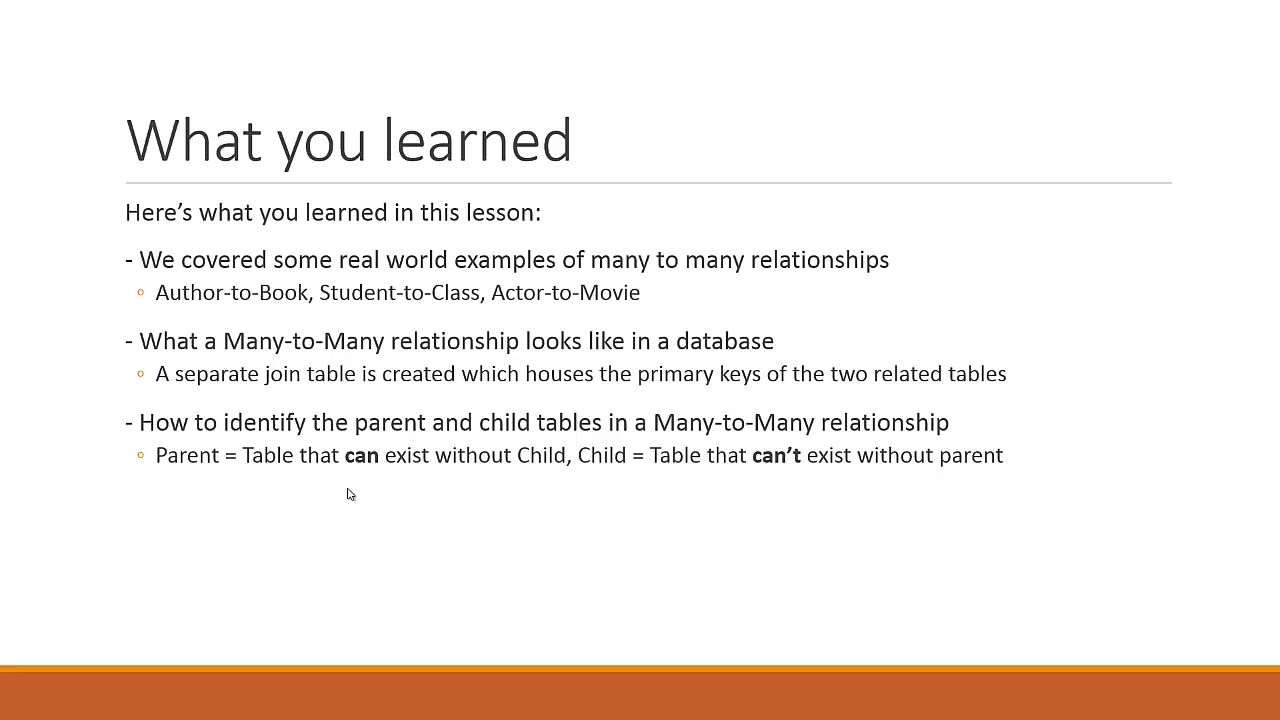 What you learned
Here’s what you learned in this lesson:
- We covered some real world examples of many to many relationships
◦ Author-to-Book, Student-to-Class, Actor-to-Movie
- What a Many-to-Many relationship looks like in a database
◦ A separate join table is created which houses the primary keys of the two related tables
- How to identify the parent and child tables in a Many-to-Many relationship
◦ Parent = Table that can exist without Child, Child = Table that can’t exist without parent